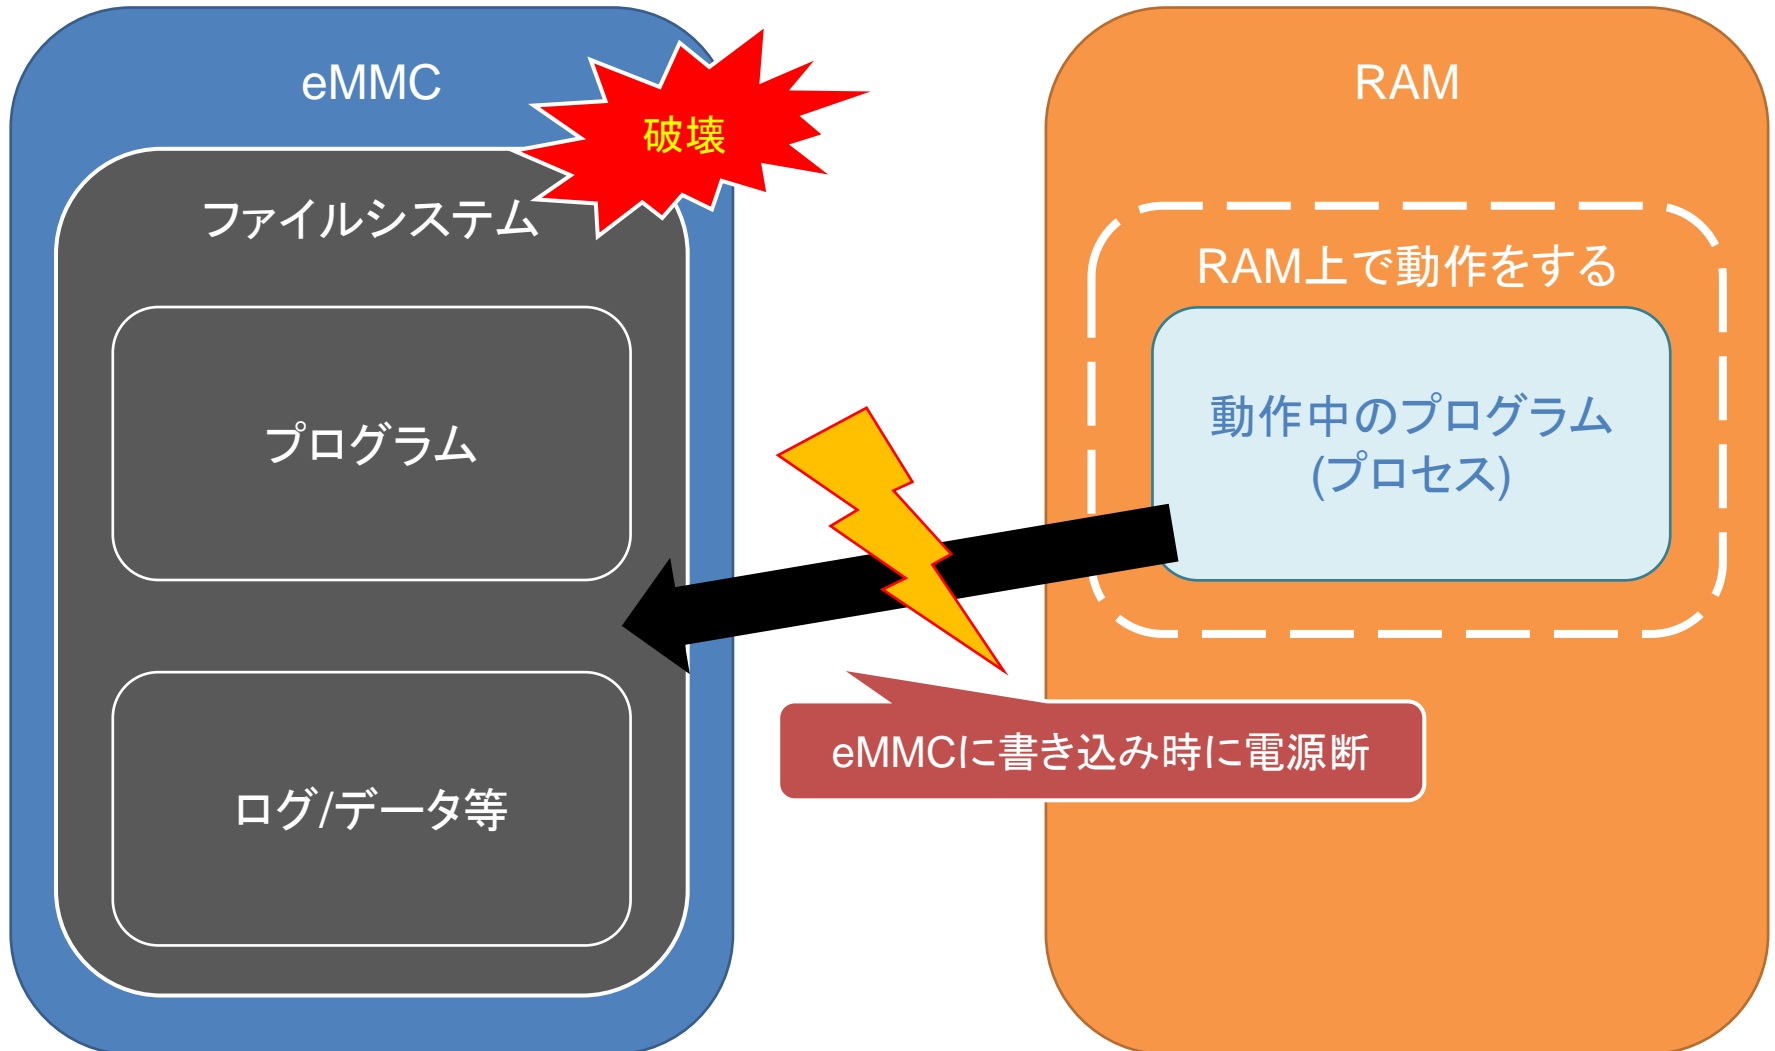 eMMC
破壊
ファイルシステム
プログラム
ログ/データ等
RAM
RAM上で動作をする
動作中のプログラム
(プロセス)
eMMCに書き込み時に電源断